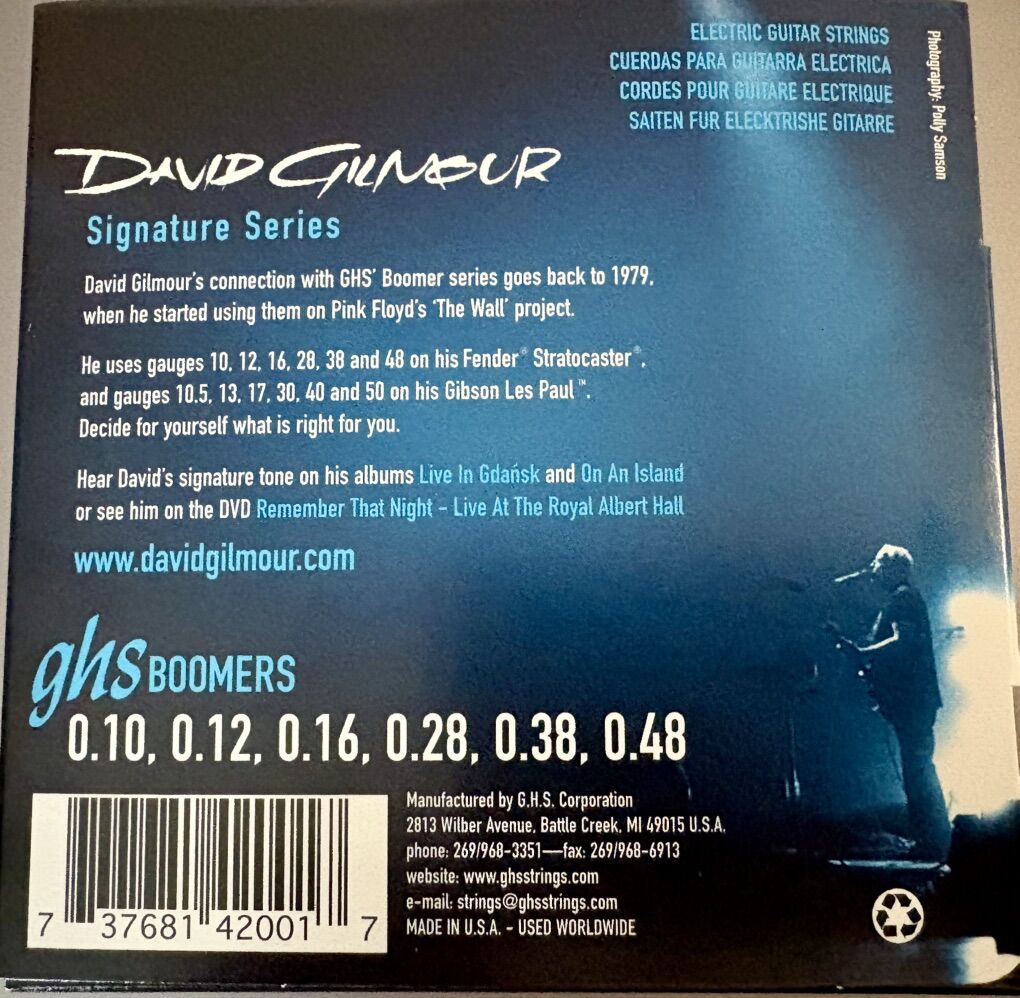 ELECTRIC GUITAR STRINGS
CUERDAS PARA GUITARRA ELECTRICA
CORDES POUR GUITARE ELECTRIQUE
SAITEN FUR ELECKTRISHE GITARRE
Photography: Polly Samson
DAVID GILMOUR
Signature Series
David Gilmour's connection with GHS' Boomer series goes back to 1979,
when he started using them on Pink Floyd's 'The Wall' project.
He uses gauges 10, 12, 16, 28, 38 and 48 on his Fender® Stratocaster®,
and gauges 10.5, 13, 17, 30, 40 and 50 on his Gibson Les Paul™.
Decide for yourself what is right for you.
Hear David's signature tone on his albums Live In Gdańsk and On An Island
or see him on the DVD Remember That Night – Live At The Royal Albert Hall
www.davidgilmour.com
ghs BOOMERS
0.10, 0.12, 0.16, 0.28, 0.38, 0.48
Manufactured by G.H.S. Corporation
2813 Wilber Avenue, Battle Creek, MI 49015 U.S.A.
phone: 269/968-3351—fax: 269/968-6913
website: www.ghsstrings.com
e-mail: strings@ghsstrings.com
MADE IN U.S.A. - USED WORLDWIDE
7 37681 42001 7